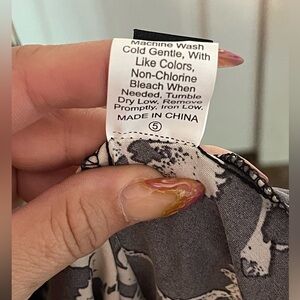 Machine Wash
Cold Gentle, With
Like Colors,
Non-Chlorine
Bleach When
Needed, Tumble
Dry Low, Remove
Promptly, Iron Low.
MADE IN CHINA
5